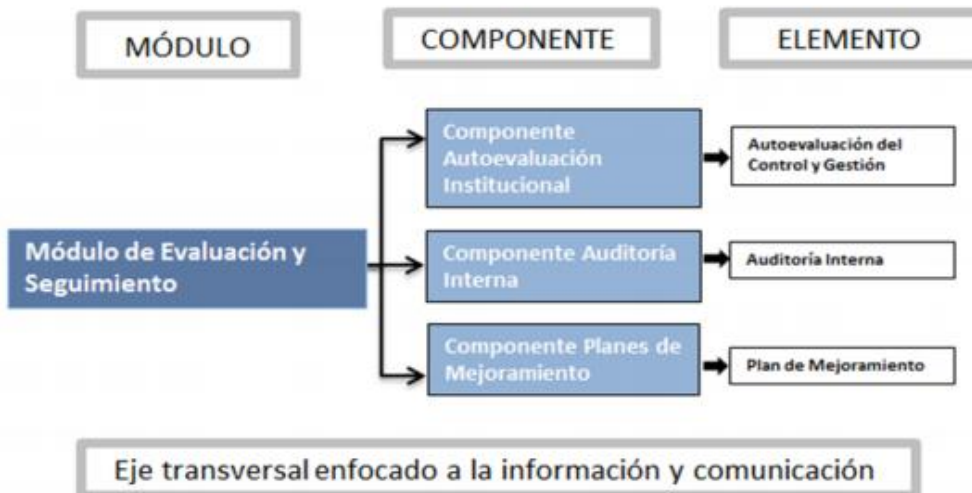 MÓDULO
COMPONENTE
ELEMENTO
Componente
Autoevaluación
Institucional
Autoevaluación del
Control y Gestión
Módulo de Evaluación y
Seguimiento
Componente Auditoría
Interna
Auditoría Interna
Componente Planes de
Mejoramiento
Plan de Mejoramiento
Eje transversal enfocado a la información y comunicación